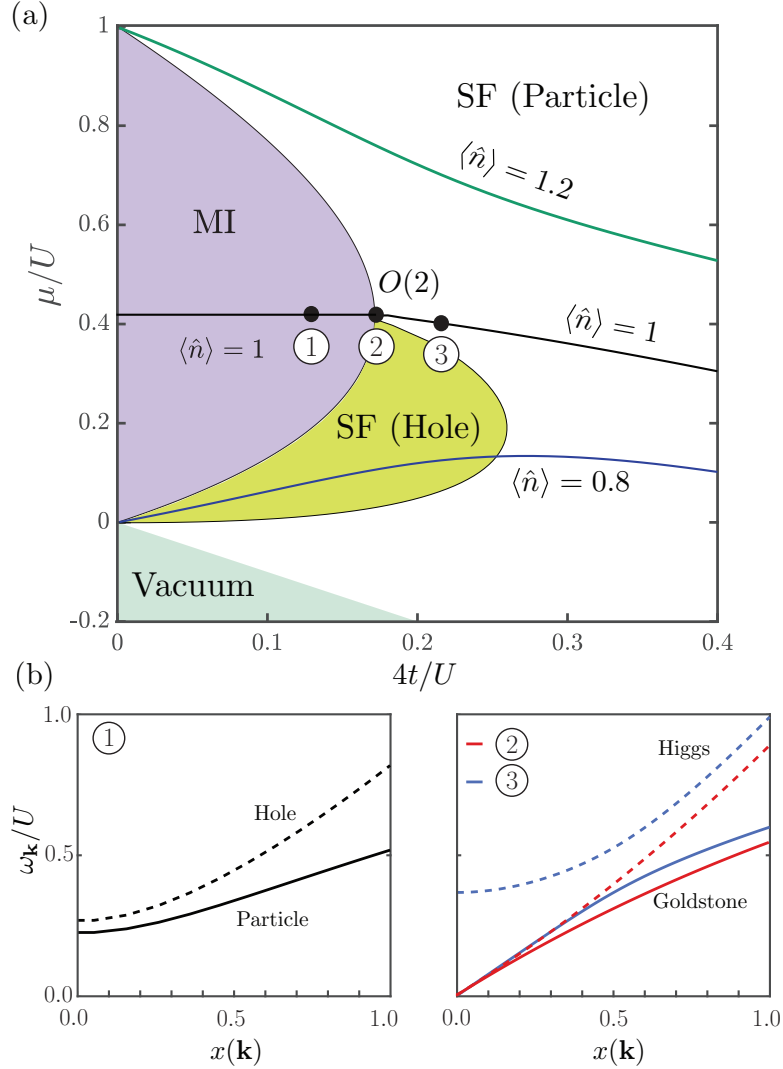 (a)
1
0.8
0.6
0.4
0.2
0
-0.2
μ/U
SF (Particle)
⟨n̂⟩ = 1.2
MI
O(2)
⟨n̂⟩ = 1
⟨n̂⟩ = 1
1
2
3
SF (Hole)
⟨n̂⟩ = 0.8
Vacuum
0
0.1
0.2
0.3
0.4
4t/U
(b)
1.0
0.5
0.0
ω𝐤/U
1
Hole
Particle
0.0
0.5
1.0
x(𝐤)
2
3
Higgs
Goldstone
0.0
0.5
1.0
x(𝐤)